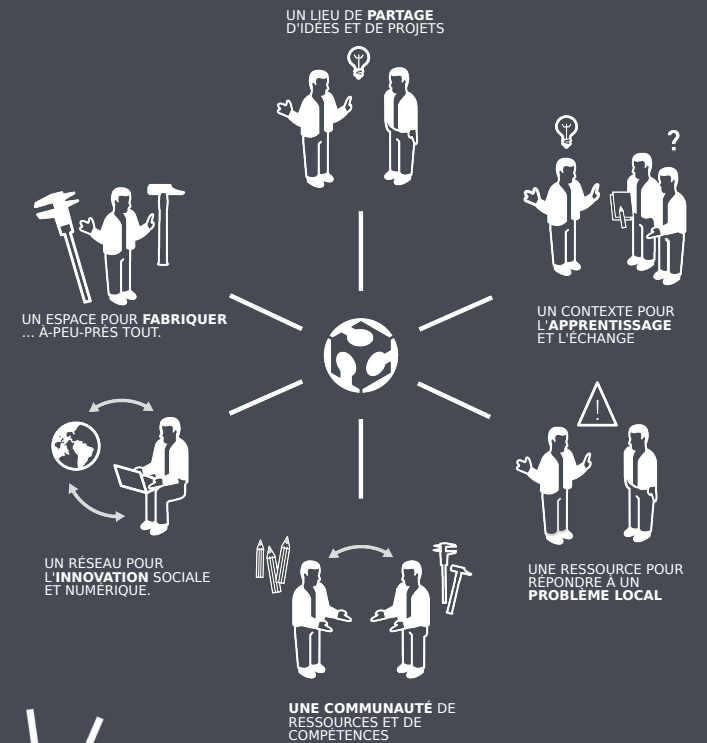 UN LIEU DE PARTAGE
D'IDÉES ET DE PROJETS
?
UN ESPACE POUR FABRIQUER
... À-PEU-PRÈS TOUT.
UN CONTEXTE POUR
L'APPRENTISSAGE
ET L'ÉCHANGE
!
UN RÉSEAU POUR
L'INNOVATION SOCIALE
ET NUMÉRIQUE.
UNE RESSOURCE POUR
RÉPONDRE À UN
PROBLÈME LOCAL
UNE COMMUNAUTÉ DE
RESSOURCES ET DE
COMPÉTENCES